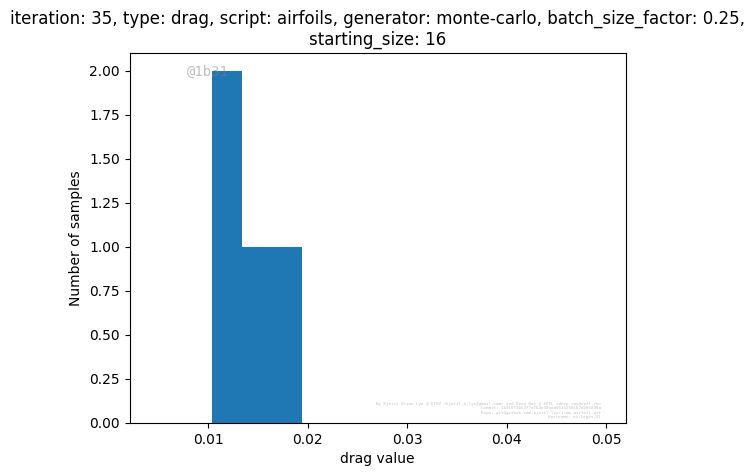 iteration: 35, type: drag, script: airfoils, generator: monte-carlo, batch_size_factor: 0.25,
starting_size: 16
@1b31
2.00
1.75
1.50
1.25
1.00
0.75
0.50
0.25
0.00
Number of samples
0.01 0.02 0.03 0.04 0.05
drag value